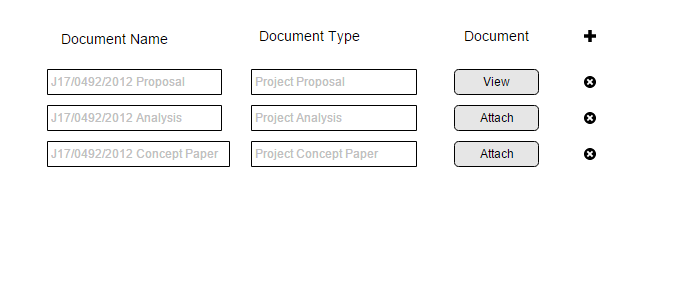 Document Name Document Type Document
J17/0492/2012 Proposal Project Proposal View
J17/0492/2012 Analysis Project Analysis Attach
J17/0492/2012 Concept Paper Project Concept Paper Attach